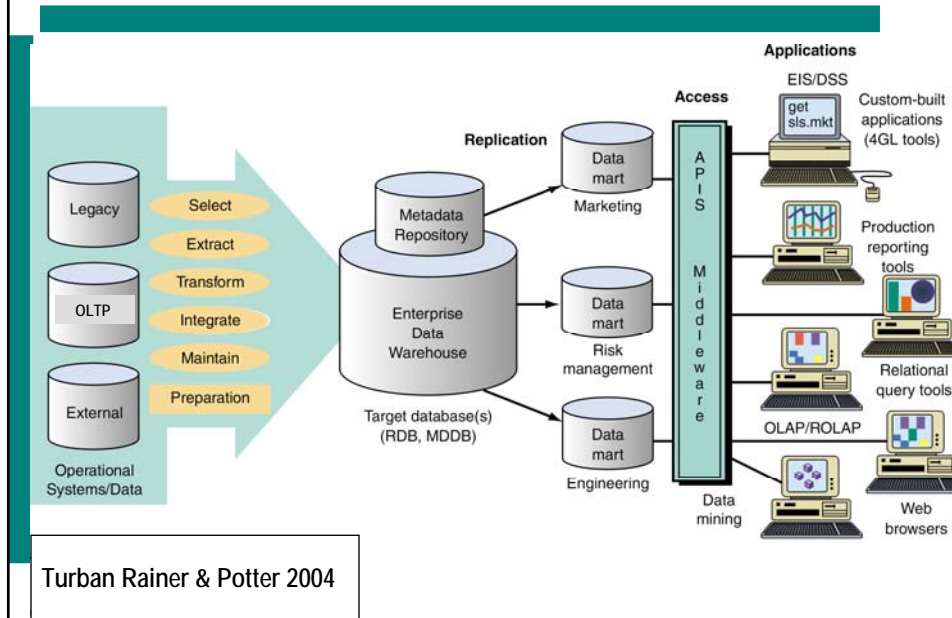 Applications
EIS/DSS
Access
get
sls.mkt
Custom-built
applications
(4GL tools)
Replication
Legacy
OLTP
External
Operational
Systems/Data
Select
Extract
Transform
Integrate
Maintain
Preparation
Metadata
Repository
Enterprise
Data
Warehouse
Target database(s)
(RDB, MDDB)
Data
mart
Marketing
Data
mart
Risk
management
Data
mart
Engineering
APIS
Middleware
Production
reporting
tools
Relational
query tools
OLAP/ROLAP
Data
mining
Web
browsers
Turban Rainer & Potter 2004